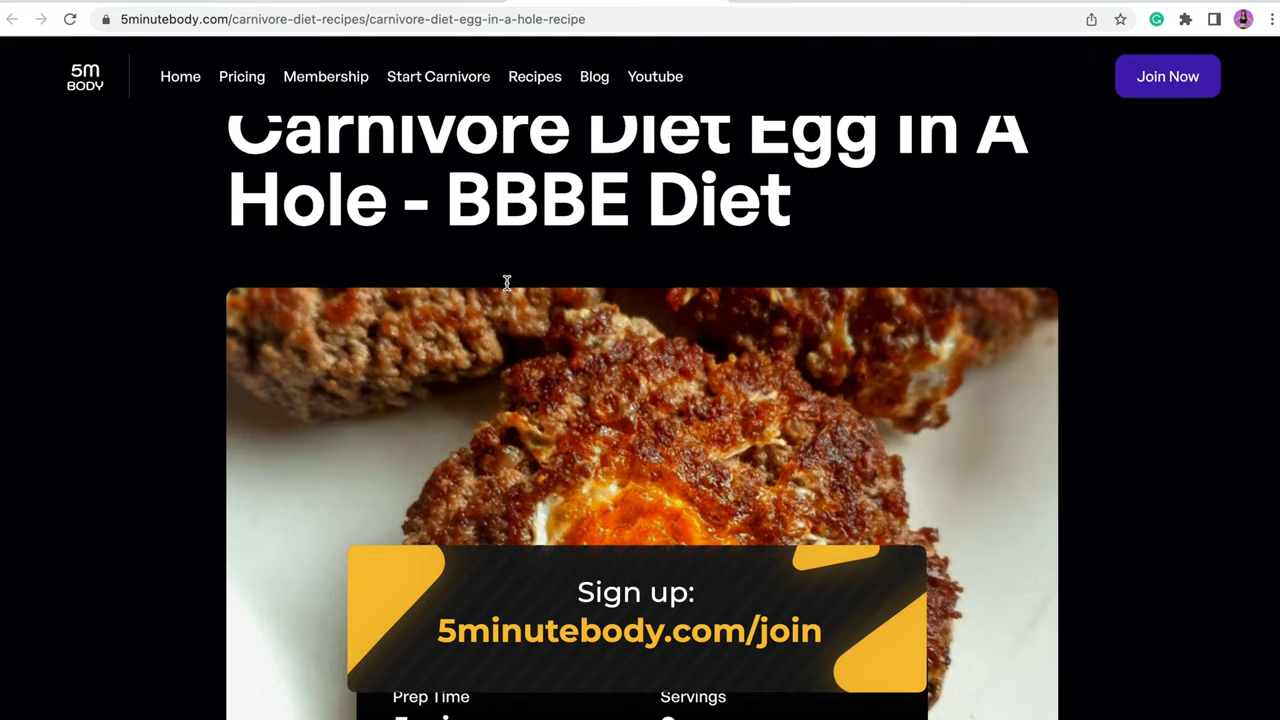 5minutebody.com/carnivore-diet-recipes/carnivore-diet-egg-in-a-hole-recipe
5M
BODY
Home Pricing Membership Start Carnivore Recipes Blog Youtube Join Now
Carnivore Diet Egg In A
Hole - BBBE Diet
Sign up:
5minutebody.com/join
Prep Time Servings